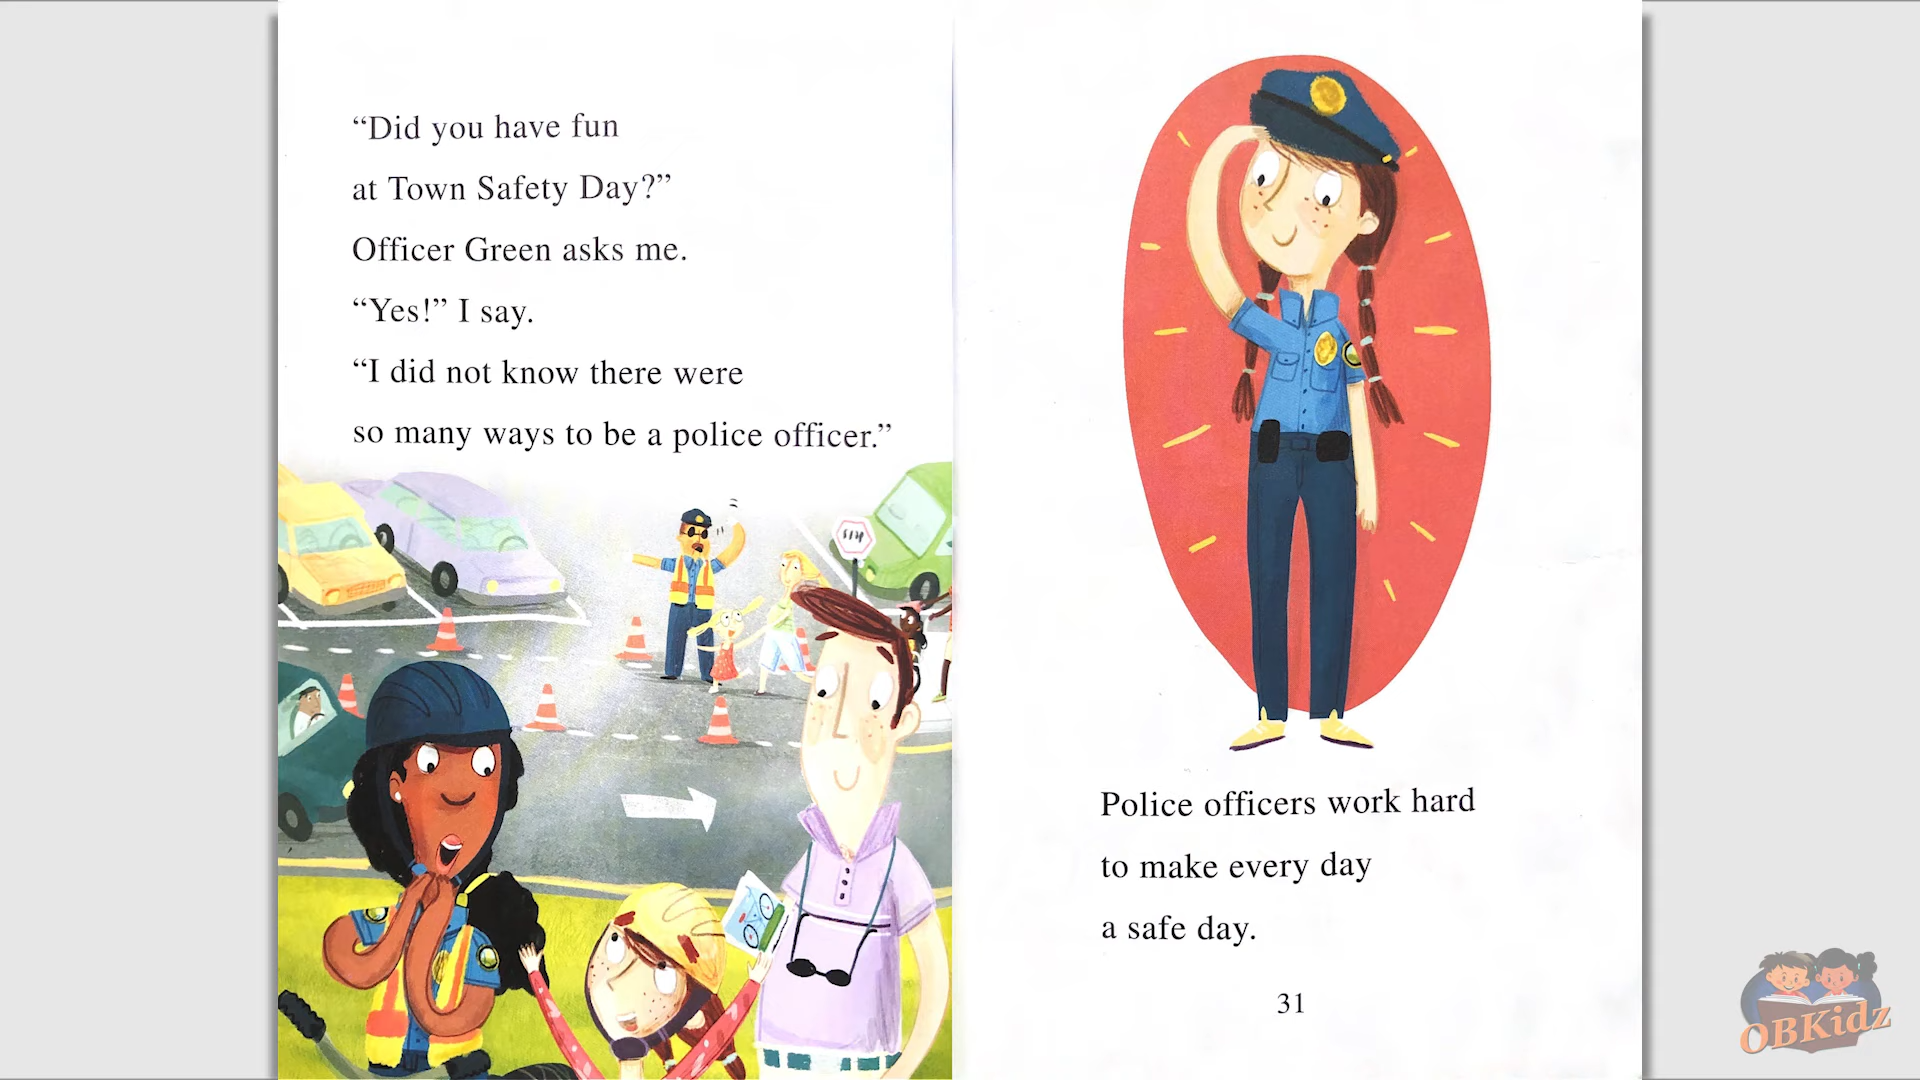 “Did you have fun
at Town Safety Day?”
Officer Green asks me.
“Yes!” I say.
“I did not know there were
so many ways to be a police officer.”
STOP
Police officers work hard
to make every day
a safe day.
31
OBKidz